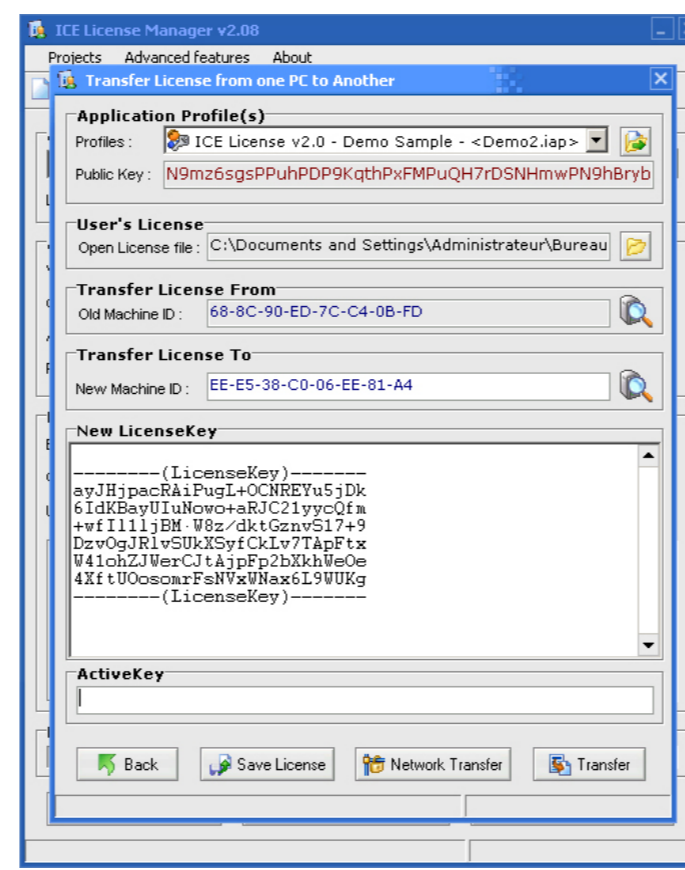 ICE License Manager v2.08
Projects Advanced features About
Transfer License from one PC to Another
Application Profile(s)
Profiles : ICE License v2.0 - Demo Sample - <Demo2.iap>
Public Key : N9mz6sgsPPuhPDP9KqthPxFMPuQH7rDSNHmwPN9hBryb
User's License
Open License file : C:\Documents and Settings\Administrateur\Bureau
Transfer License From
Old Machine ID : 68-8C-90-ED-7C-C4-0B-FD
Transfer License To
New Machine ID : EE-E5-38-C0-06-EE-81-A4
New LicenseKey
--------(LicenseKey)-------
ayJHjpacRAiPugL+OCNREYu5jDk
6IdKBayUIuNowo+aRJC21yycQfm
+wfIl1ljBM·W8z/dktGznvS17+9
DzvOgJRlvSUkXSyfCkLv7TApFtx
W41ohZJWerCJtAjpFp2bXkhWeOe
4XftUOosomrFsNVxWNax6L9WUKg
--------(LicenseKey)-------
ActiveKey
Back Save License Network Transfer Transfer